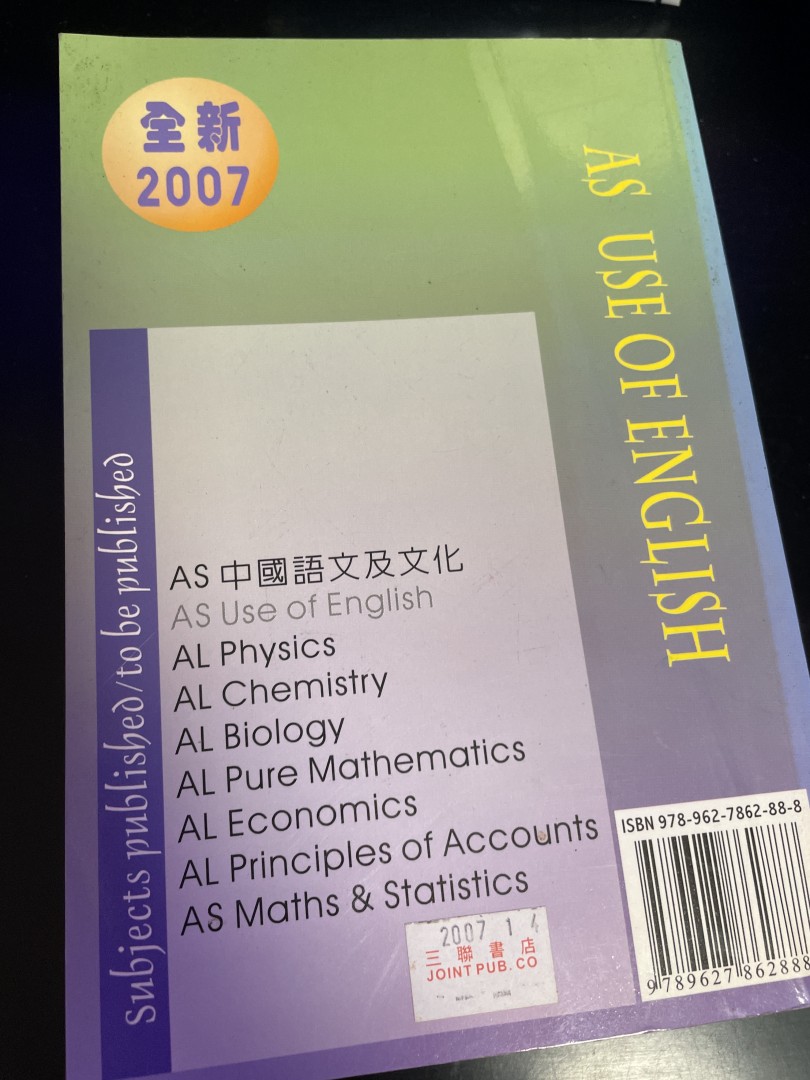 全新
2007
AS USE OF ENGLISH
Subjects published/to be published
AS 中國語文及文化
AS Use of English
AL Physics
AL Chemistry
AL Biology
AL Pure Mathematics
AL Economics
AL Principles of Accounts
AS Maths & Statistics
ISBN 978-962-7862-88-8
9 789627 862888
2007 1 4
三聯書店
JOINT PUB. CO